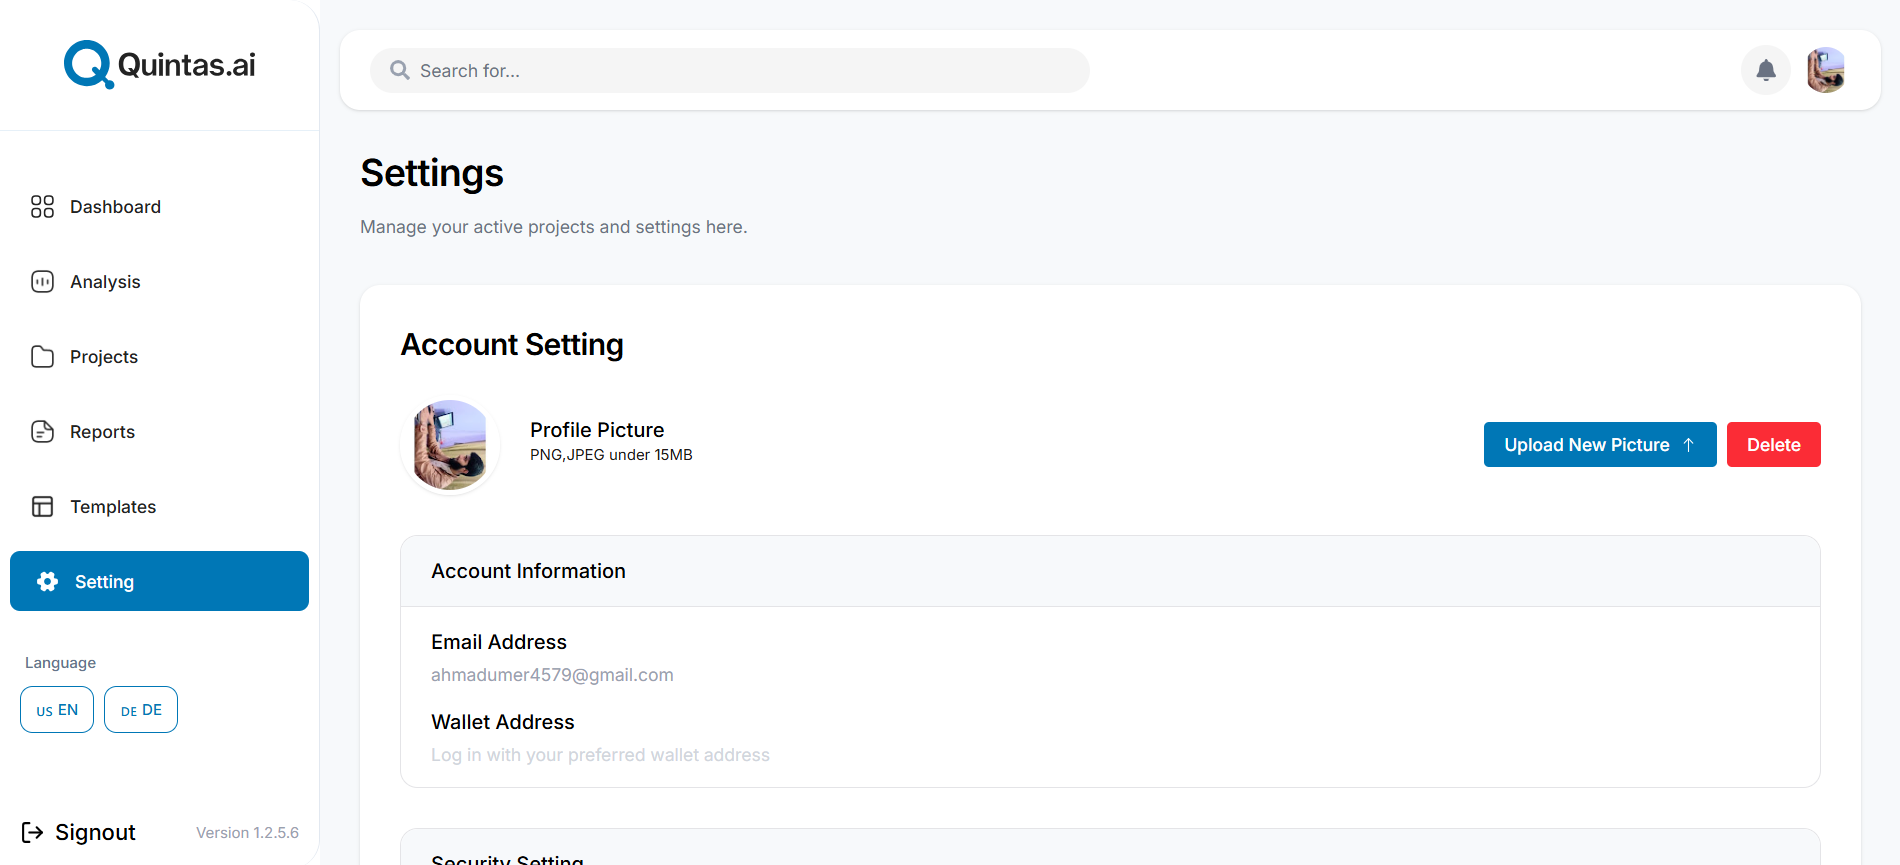 Quintas.ai
Search for...
Dashboard
Analysis
Projects
Reports
Templates
Setting
Language
US EN
DE DE
Signout
Version 1.2.5.6
Settings
Manage your active projects and settings here.
Account Setting
Profile Picture
PNG,JPEG under 15MB
Upload New Picture ↑
Delete
Account Information
Email Address
ahmadumer4579@gmail.com
Wallet Address
Log in with your preferred wallet address
Security Setting